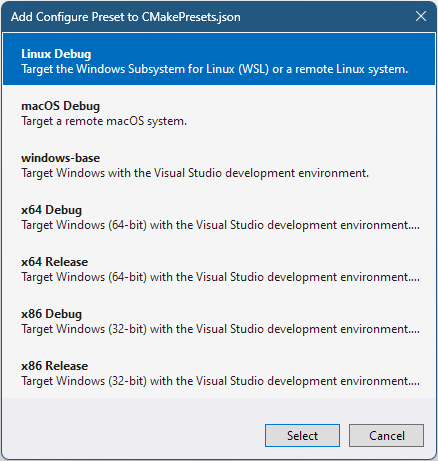 Add Configure Preset to CMakePresets.json
Linux Debug
Target the Windows Subsystem for Linux (WSL) or a remote Linux system.
macOS Debug
Target a remote macOS system.
windows-base
Target Windows with the Visual Studio development environment.
x64 Debug
Target Windows (64-bit) with the Visual Studio development environment....
x64 Release
Target Windows (64-bit) with the Visual Studio development environment....
x86 Debug
Target Windows (32-bit) with the Visual Studio development environment....
x86 Release
Target Windows (32-bit) with the Visual Studio development environment....
Select Cancel